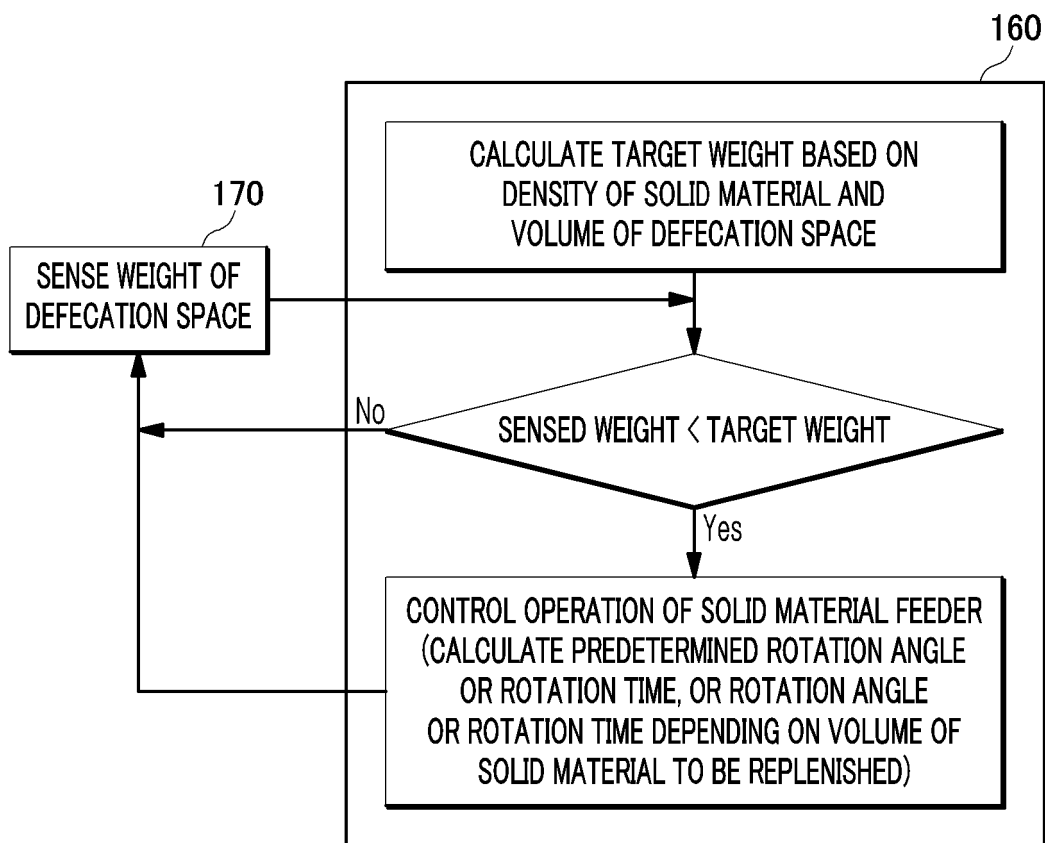 160
CALCULATE TARGET WEIGHT BASED ON
DENSITY OF SOLID MATERIAL AND
VOLUME OF DEFECATION SPACE
170
SENSE WEIGHT OF
DEFECATION SPACE
No
SENSED WEIGHT < TARGET WEIGHT
Yes
CONTROL OPERATION OF SOLID MATERIAL FEEDER
(CALCULATE PREDETERMINED ROTATION ANGLE
OR ROTATION TIME, OR ROTATION ANGLE
OR ROTATION TIME DEPENDING ON VOLUME OF
SOLID MATERIAL TO BE REPLENISHED)